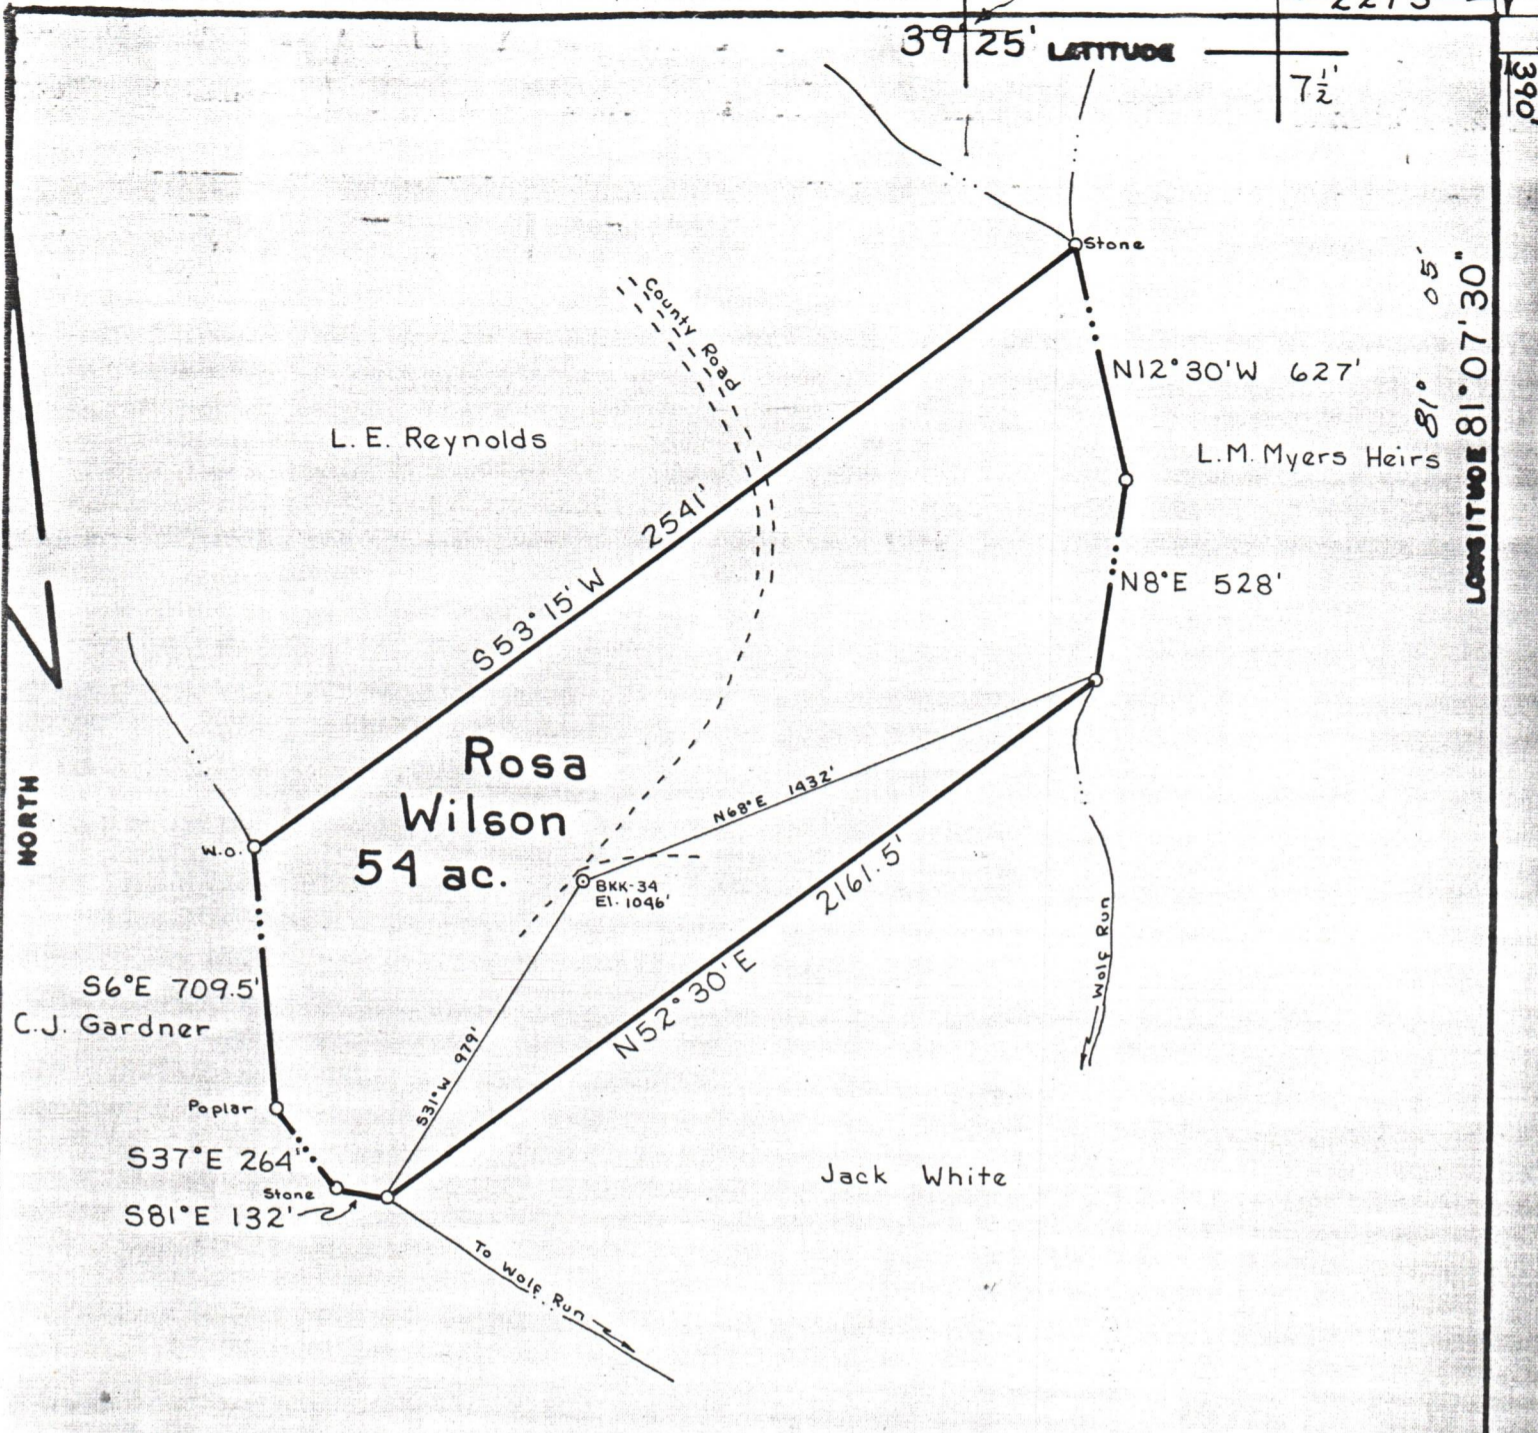 39°25' LATITUDE
7½'
390'
Stone
County Road
N12°30'W 627'
81° 05'
LONGITUDE 81°07'30"
L. E. Reynolds
L.M. Myers Heirs
2541'
S53°15'W
N8°E 528'
NORTH
Rosa
Wilson
54 ac.
W.O.
N68°E 1432'
BKK-34
El. 1046'
2161.5'
N52°30'E
Wolf Run
S6°E 709.5'
C.J. Gardner
S31°W 979'
Poplar
S37°E 264'
Stone
S81°E 132'
Jack White
To Wolf Run